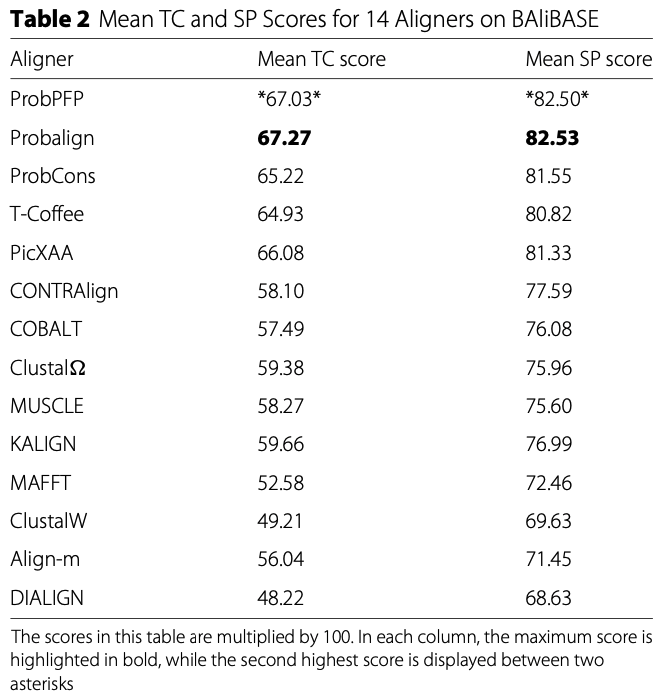 Table 2 Mean TC and SP Scores for 14 Aligners on BAliBASE
Aligner Mean TC score Mean SP score
ProbPFP *67.03* *82.50*
Probalign 67.27 82.53
ProbCons 65.22 81.55
T-Coffee 64.93 80.82
PicXAA 66.08 81.33
CONTRAlign 58.10 77.59
COBALT 57.49 76.08
ClustalΩ 59.38 75.96
MUSCLE 58.27 75.60
KALIGN 59.66 76.99
MAFFT 52.58 72.46
ClustalW 49.21 69.63
Align-m 56.04 71.45
DIALIGN 48.22 68.63
The scores in this table are multiplied by 100. In each column, the maximum score is
highlighted in bold, while the second highest score is displayed between two
asterisks